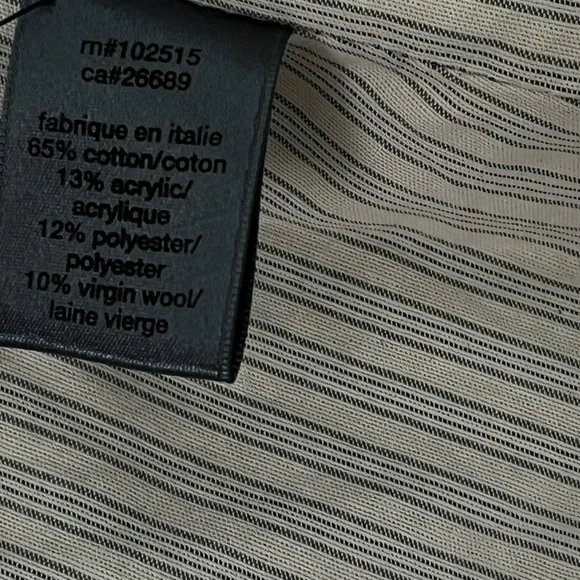 rn#102515
ca#26689
fabrique en italie
65% cotton/coton
13% acrylic/
acrylique
12% polyester/
polyester
10% virgin wool/
laine vierge